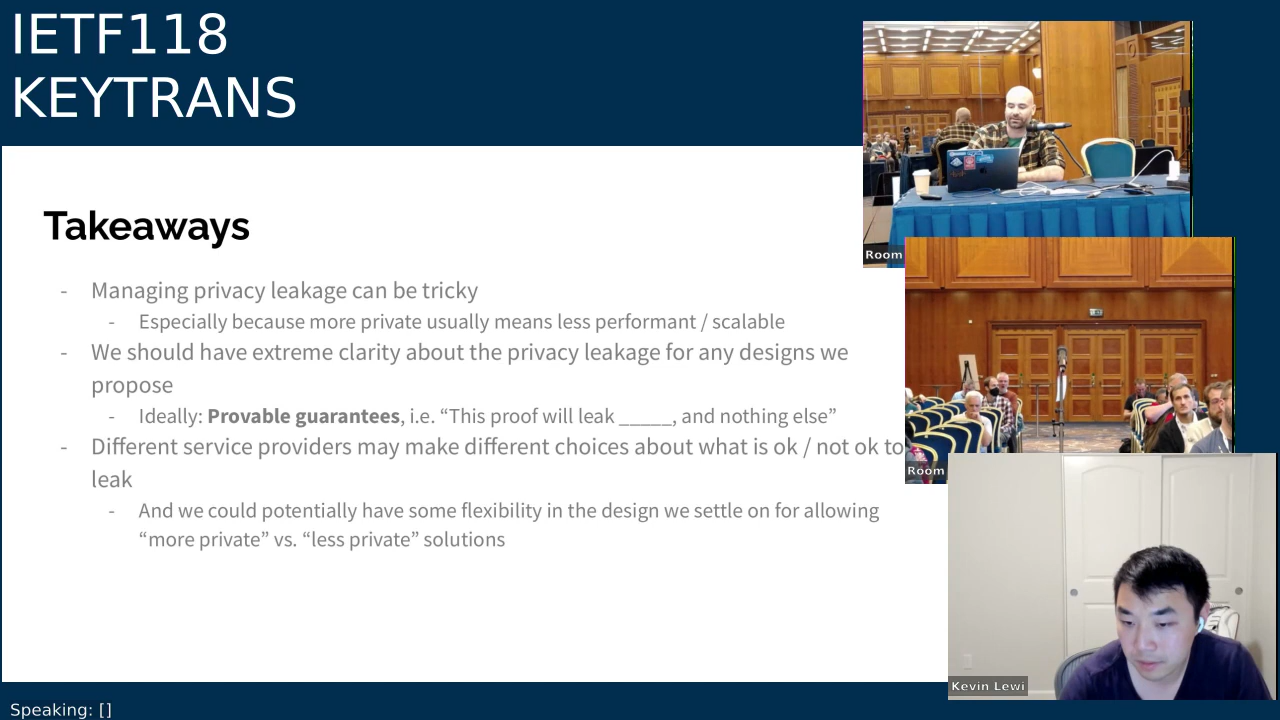 IETF118
KEYTRANS
Takeaways
- Managing privacy leakage can be tricky
- Especially because more private usually means less performant / scalable
- We should have extreme clarity about the privacy leakage for any designs we
propose
- Ideally: Provable guarantees, i.e. “This proof will leak _____, and nothing else”
- Different service providers may make different choices about what is ok / not ok to
leak
- And we could potentially have some flexibility in the design we settle on for allowing
“more private” vs. “less private” solutions
Room
Room
Kevin Lewi
Speaking: []